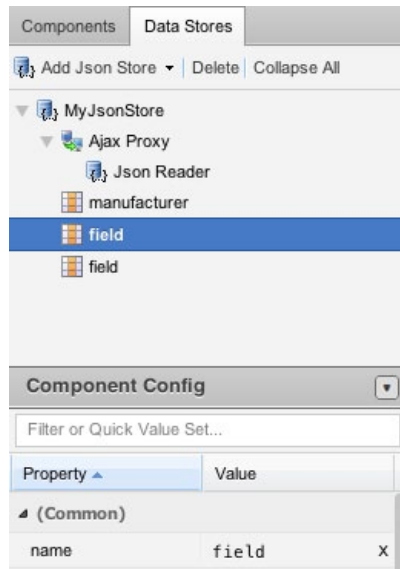 Components Data Stores
Add Json Store Delete Collapse All
MyJsonStore
Ajax Proxy
Json Reader
manufacturer
field
field
Component Config
Filter or Quick Value Set...
Property Value
(Common)
name field x